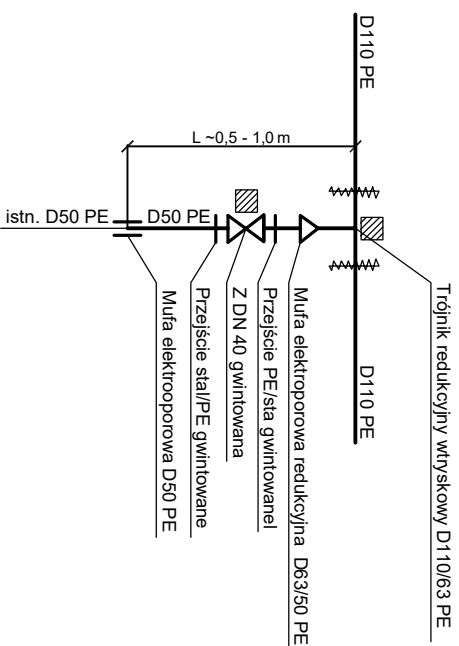 D110 PE
L ~0,5 - 1,0 m
istn. D50 PE
D50 PE
D110 PE
Trójnik redukcyjny wtryskowy D110/63 PE
Mufa elektroporowa redukcyjna D63/50 PE
Przejście PE/sta gwintowanel
Z DN 40 gwintowana
Przejście stal/PE gwintowane
Mufa elektrooporowa D50 PE